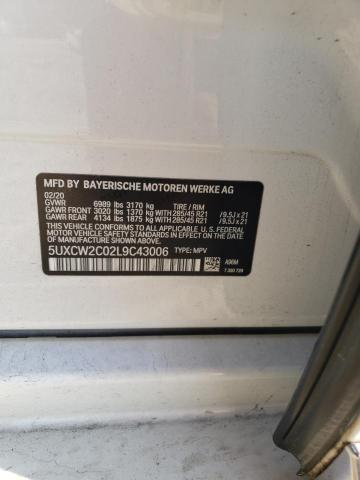 MFD BY BAYERISCHE MOTOREN WERKE AG
02/20
GVWR 6989 lbs 3170 kg TIRE / RIM
GAWR FRONT 3020 lbs 1370 kg WITH 285/45 R21 /9.5J x 21
GAWR REAR 4134 lbs 1875 kg WITH 285/45 R21 /9.5J x 21
THIS VEHICLE CONFORMS TO ALL APPLICABLE FEDERAL
MOTOR VEHICLE SAFETY STANDARDS IN EFFECT ON THE
DATE OF MANUFACTURE SHOWN ABOVE.
5UXCW2C02L9C43006 TYPE: MPV
A96M